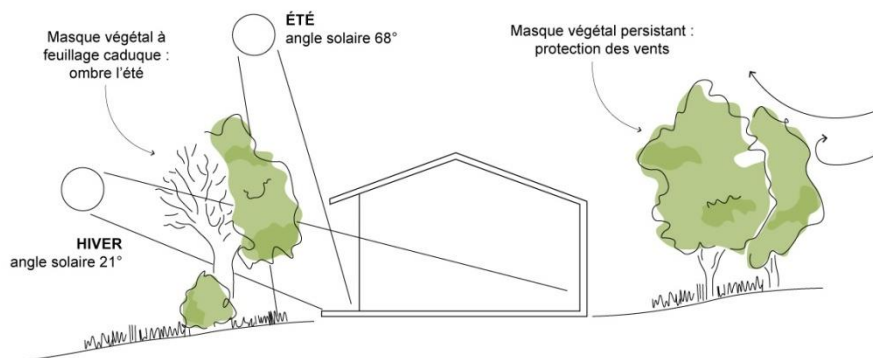 Masque végétal à
feuillage caduque :
ombre l'été
ÉTÉ
angle solaire 68°
Masque végétal persistant :
protection des vents
HIVER
angle solaire 21°